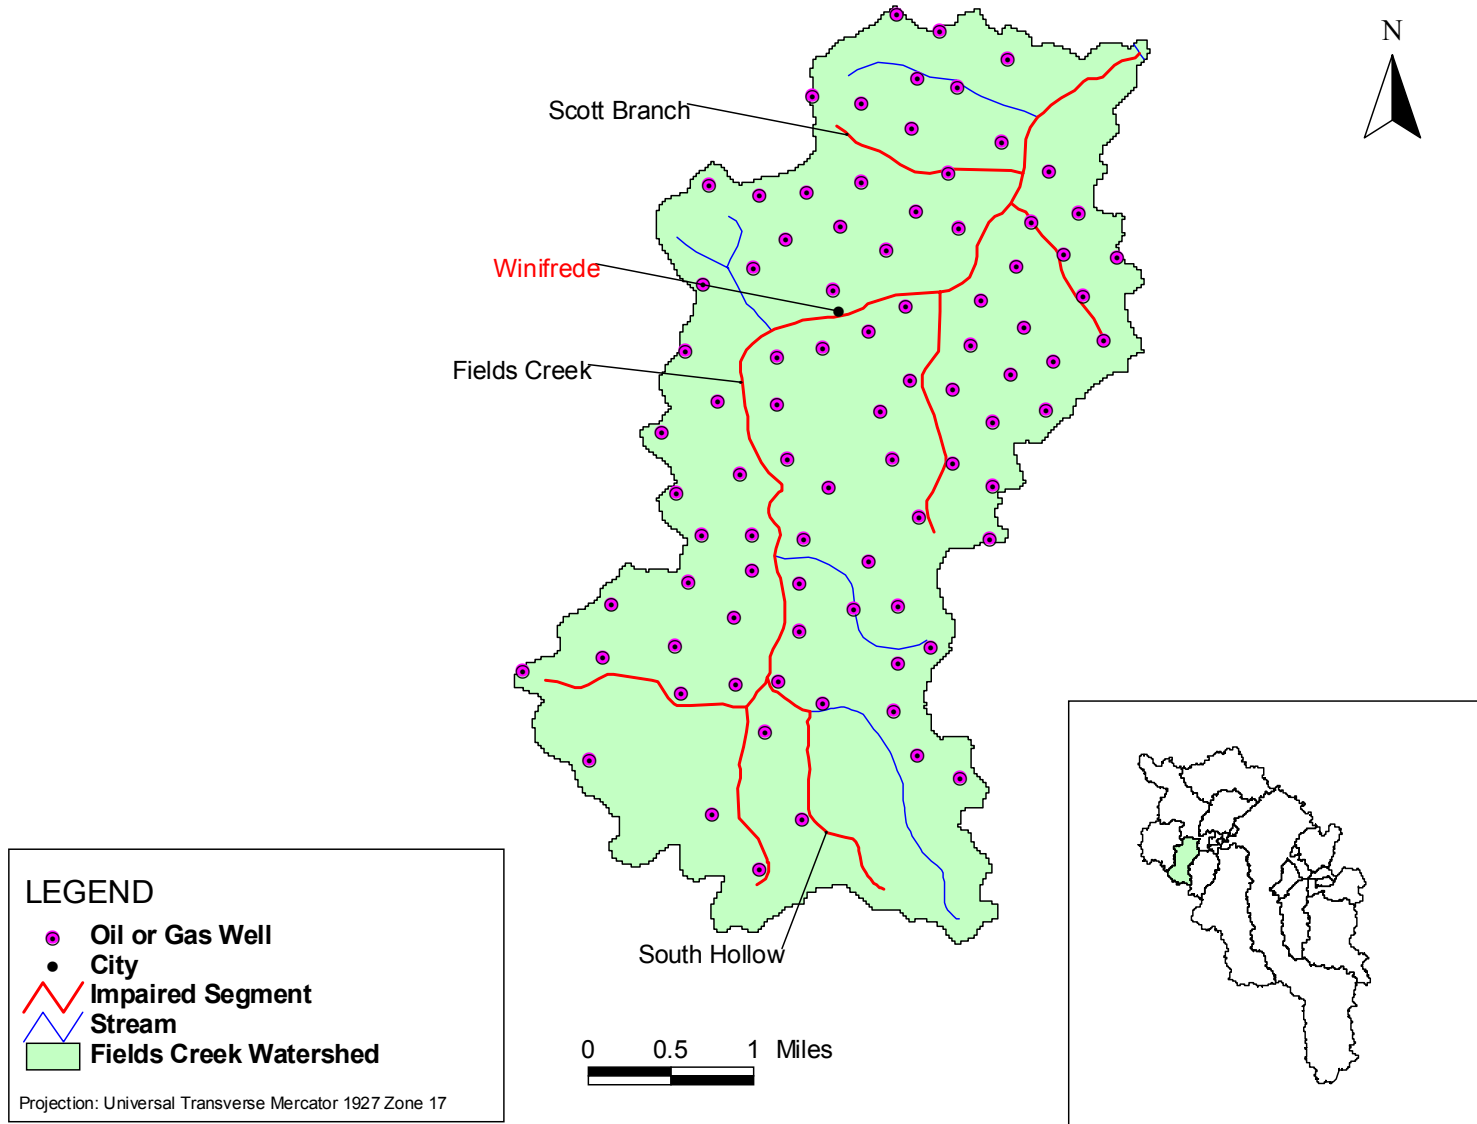 N
Scott Branch
Winifrede
Fields Creek
South Hollow
LEGEND
Oil or Gas Well
City
Impaired Segment
Stream
Fields Creek Watershed
Projection: Universal Transverse Mercator 1927 Zone 17
0 0.5 1 Miles